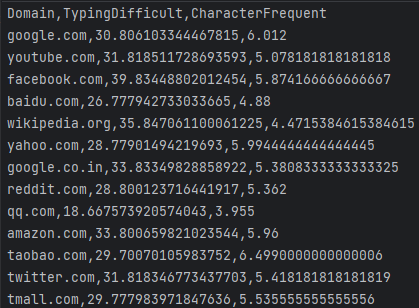 Domain,TypingDifficult,CharacterFrequent
google.com,30.806103344467815,6.012
youtube.com,31.818511728693593,5.078181818181818
facebook.com,39.83448802012454,5.874166666666667
baidu.com,26.777942733033665,4.88
wikipedia.org,35.847061100061225,4.4715384615384615
yahoo.com,28.77901494219693,5.9944444444444445
google.co.in,33.83349828858922,5.3808333333333325
reddit.com,28.800123716441917,5.362
qq.com,18.667573920574043,3.955
amazon.com,33.800659821023544,5.96
taobao.com,29.70070105983752,6.4990000000000006
twitter.com,31.818346773437703,5.418181818181819
tmall.com,29.777983971847636,5.535555555555556